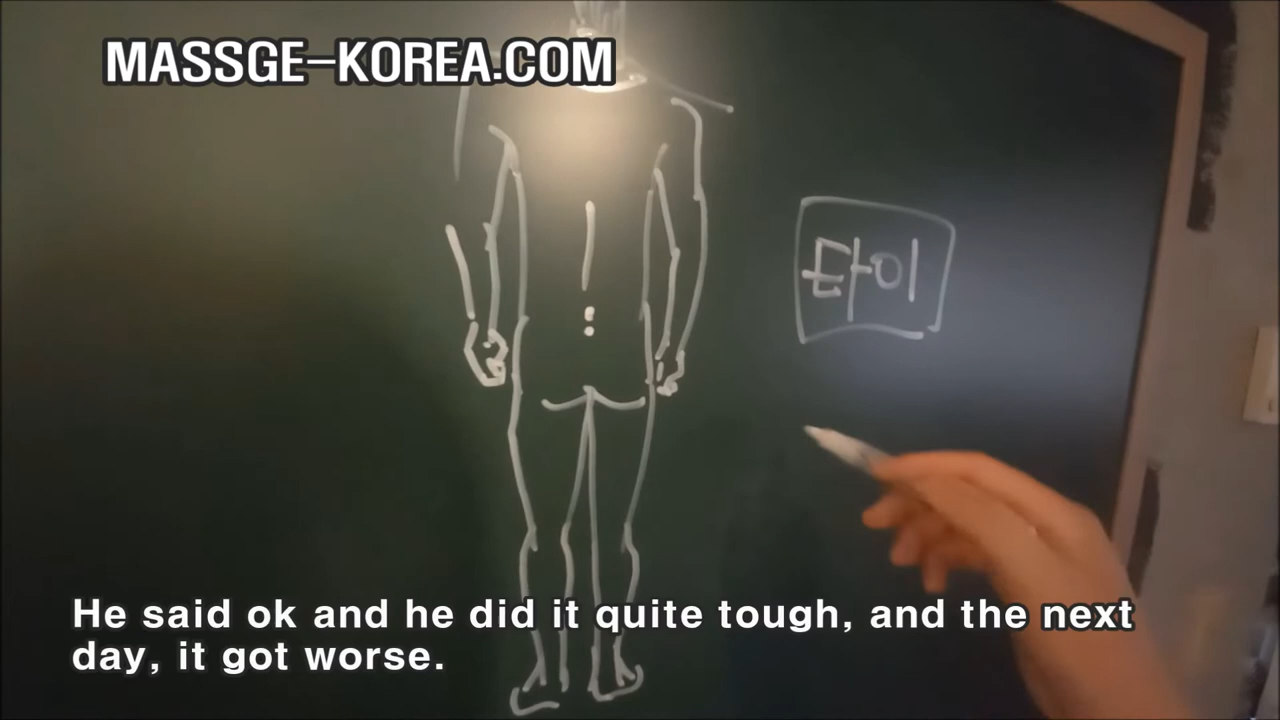 MASSGE-KOREA.COM
타이
He said ok and he did it quite tough, and the next
day, it got worse.